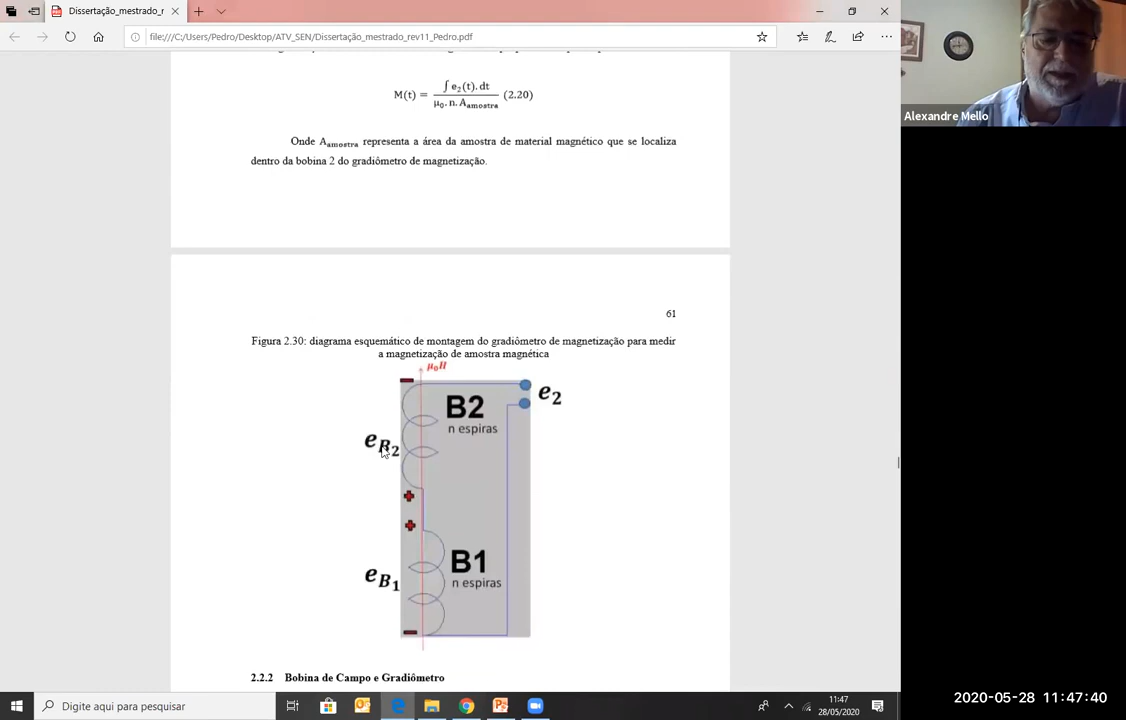 Dissertação_mestrado_r
file:///C:/Users/Pedro/Desktop/ATV_SEN/Dissertação_mestrado_rev11_Pedro.pdf
M(t) = ∫ e₂(t). dt / μ₀. n. Aamostra (2.20)
Onde Aamostra representa a área da amostra de material magnético que se localiza
dentro da bobina 2 do gradiômetro de magnetização.
61
Figura 2.30: diagrama esquemático de montagem do gradiômetro de magnetização para medir
a magnetização de amostra magnética
μ₀H
B2
n espiras
e₂
eB₂
B1
n espiras
eB₁
2.2.2 Bobina de Campo e Gradiômetro
Alexandre Mello
Digite aqui para pesquisar
11:47
28/05/2020
2020-05-28 11:47:40